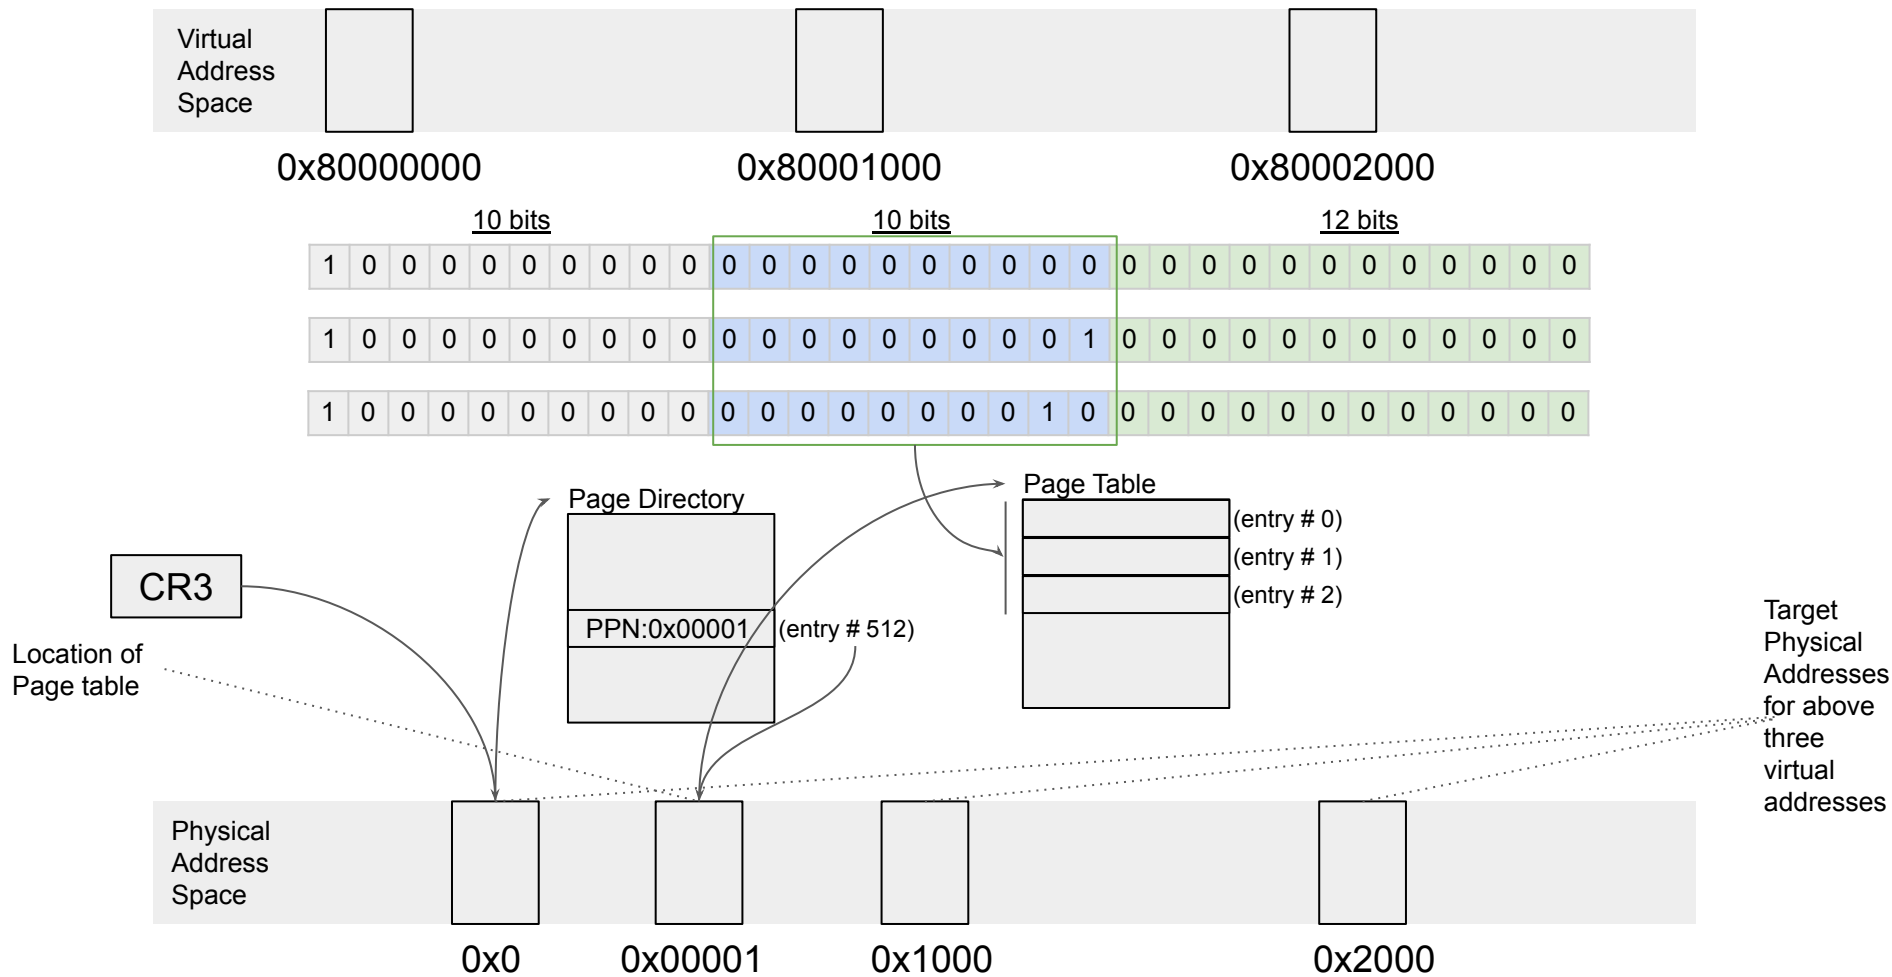 Virtual
Address
Space
0x80000000
0x80001000
0x80002000
10 bits
10 bits
12 bits
1 0 0 0 0 0 0 0 0 0 0 0 0 0 0 0 0 0 0 0 0 0 0 0 0 0 0 0 0 0 0 0
1 0 0 0 0 0 0 0 0 0 0 0 0 0 0 0 0 0 0 1 0 0 0 0 0 0 0 0 0 0 0 0
1 0 0 0 0 0 0 0 0 0 0 0 0 0 0 0 0 0 1 0 0 0 0 0 0 0 0 0 0 0 0 0
Page Directory
PPN:0x00001
(entry # 512)
Page Table
(entry # 0)
(entry # 1)
(entry # 2)
CR3
Location of
Page table
Target
Physical
Addresses
for above
three
virtual
addresses
Physical
Address
Space
0x0
0x00001
0x1000
0x2000